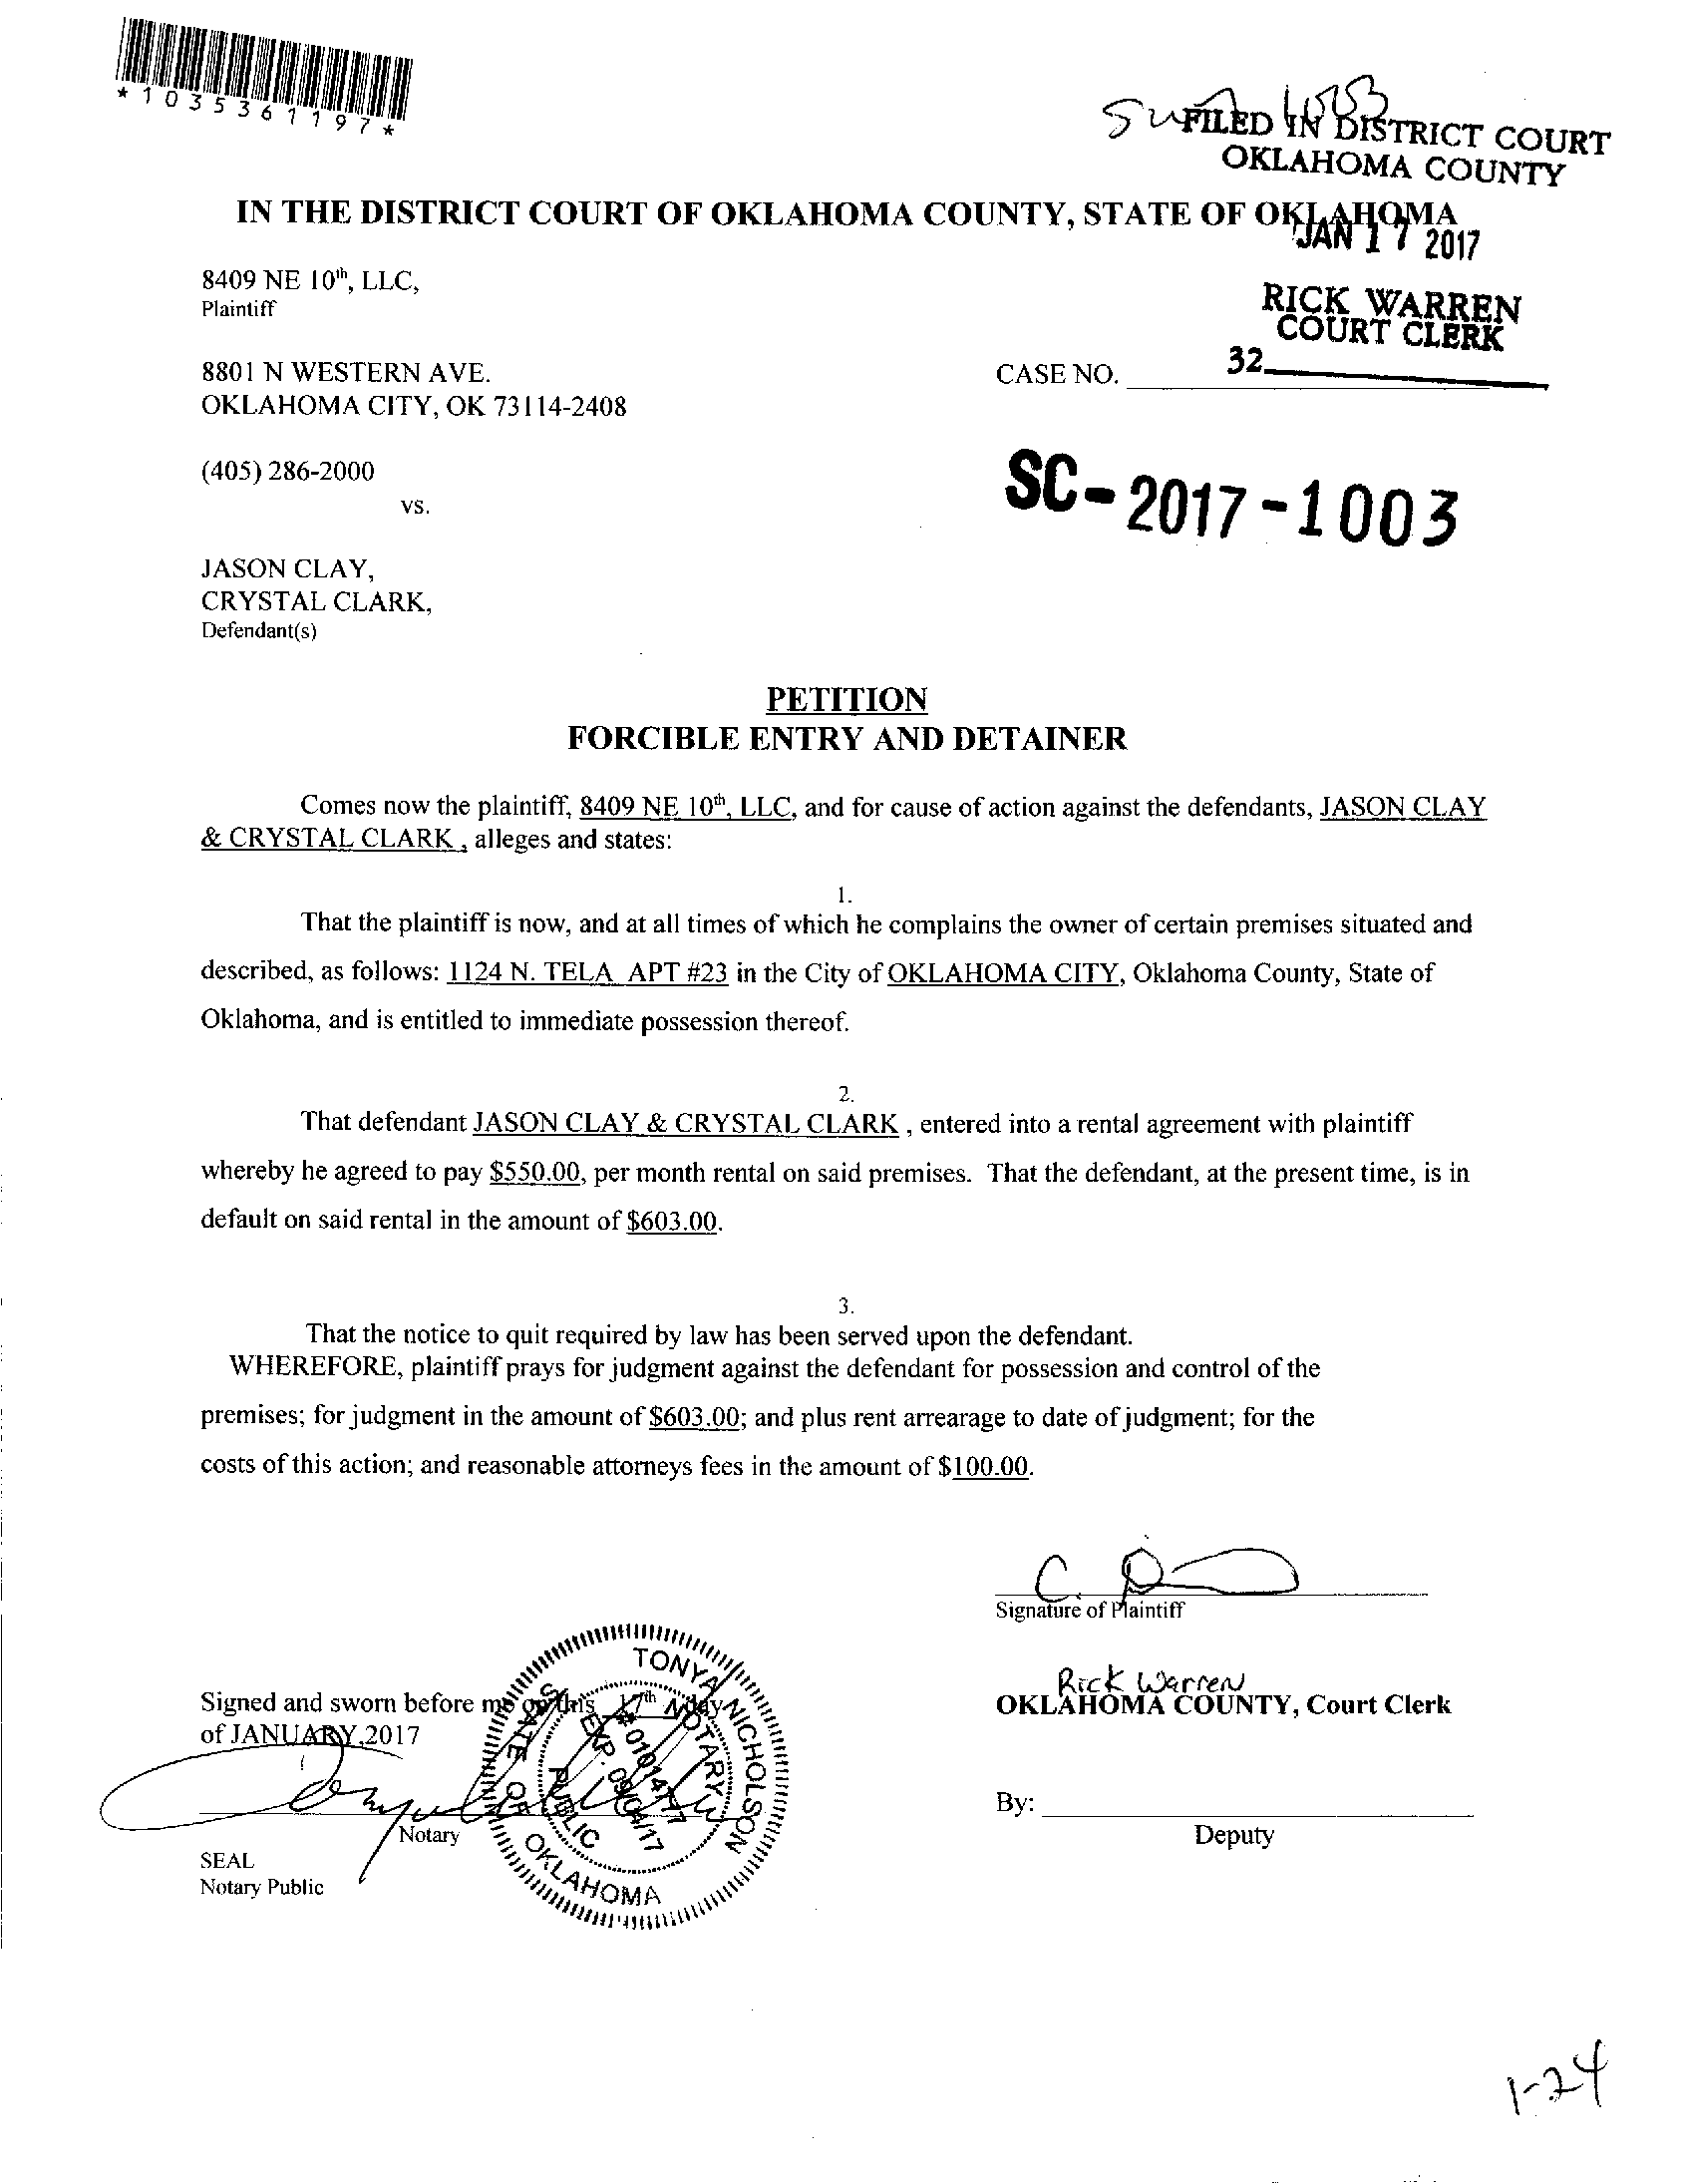 *1035361197*
FILED IN DISTRICT COURT
OKLAHOMA COUNTY
IN THE DISTRICT COURT OF OKLAHOMA COUNTY, STATE OF OKLAHOMA
JAN 17 2017
8409 NE 10th, LLC,
Plaintiff
RICK WARREN
COURT CLERK
32
8801 N WESTERN AVE.
CASE NO.
OKLAHOMA CITY, OK 73114-2408
(405) 286-2000
SC-2017-1003
vs.
JASON CLAY,
CRYSTAL CLARK,
Defendant(s)
PETITION
FORCIBLE ENTRY AND DETAINER
Comes now the plaintiff, 8409 NE 10th, LLC, and for cause of action against the defendants, JASON CLAY
& CRYSTAL CLARK , alleges and states:
1.
That the plaintiff is now, and at all times of which he complains the owner of certain premises situated and
described, as follows: 1124 N. TELA APT #23 in the City of OKLAHOMA CITY, Oklahoma County, State of
Oklahoma, and is entitled to immediate possession thereof.
2.
That defendant JASON CLAY & CRYSTAL CLARK , entered into a rental agreement with plaintiff
whereby he agreed to pay $550.00, per month rental on said premises. That the defendant, at the present time, is in
default on said rental in the amount of $603.00.
3.
That the notice to quit required by law has been served upon the defendant.
WHEREFORE, plaintiff prays for judgment against the defendant for possession and control of the
premises; for judgment in the amount of $603.00; and plus rent arrearage to date of judgment; for the
costs of this action; and reasonable attorneys fees in the amount of $100.00.
Signature of Plaintiff
Rick Warren
OKLAHOMA COUNTY, Court Clerk
Signed and sworn before me on this 17th day
of JANUARY,2017
TONYA NICHOLSON
NOTARY PUBLIC
# 01014777
EXP. 09/04/17
STATE OF OKLAHOMA
By:
Deputy
Notary
SEAL
Notary Public
1-24